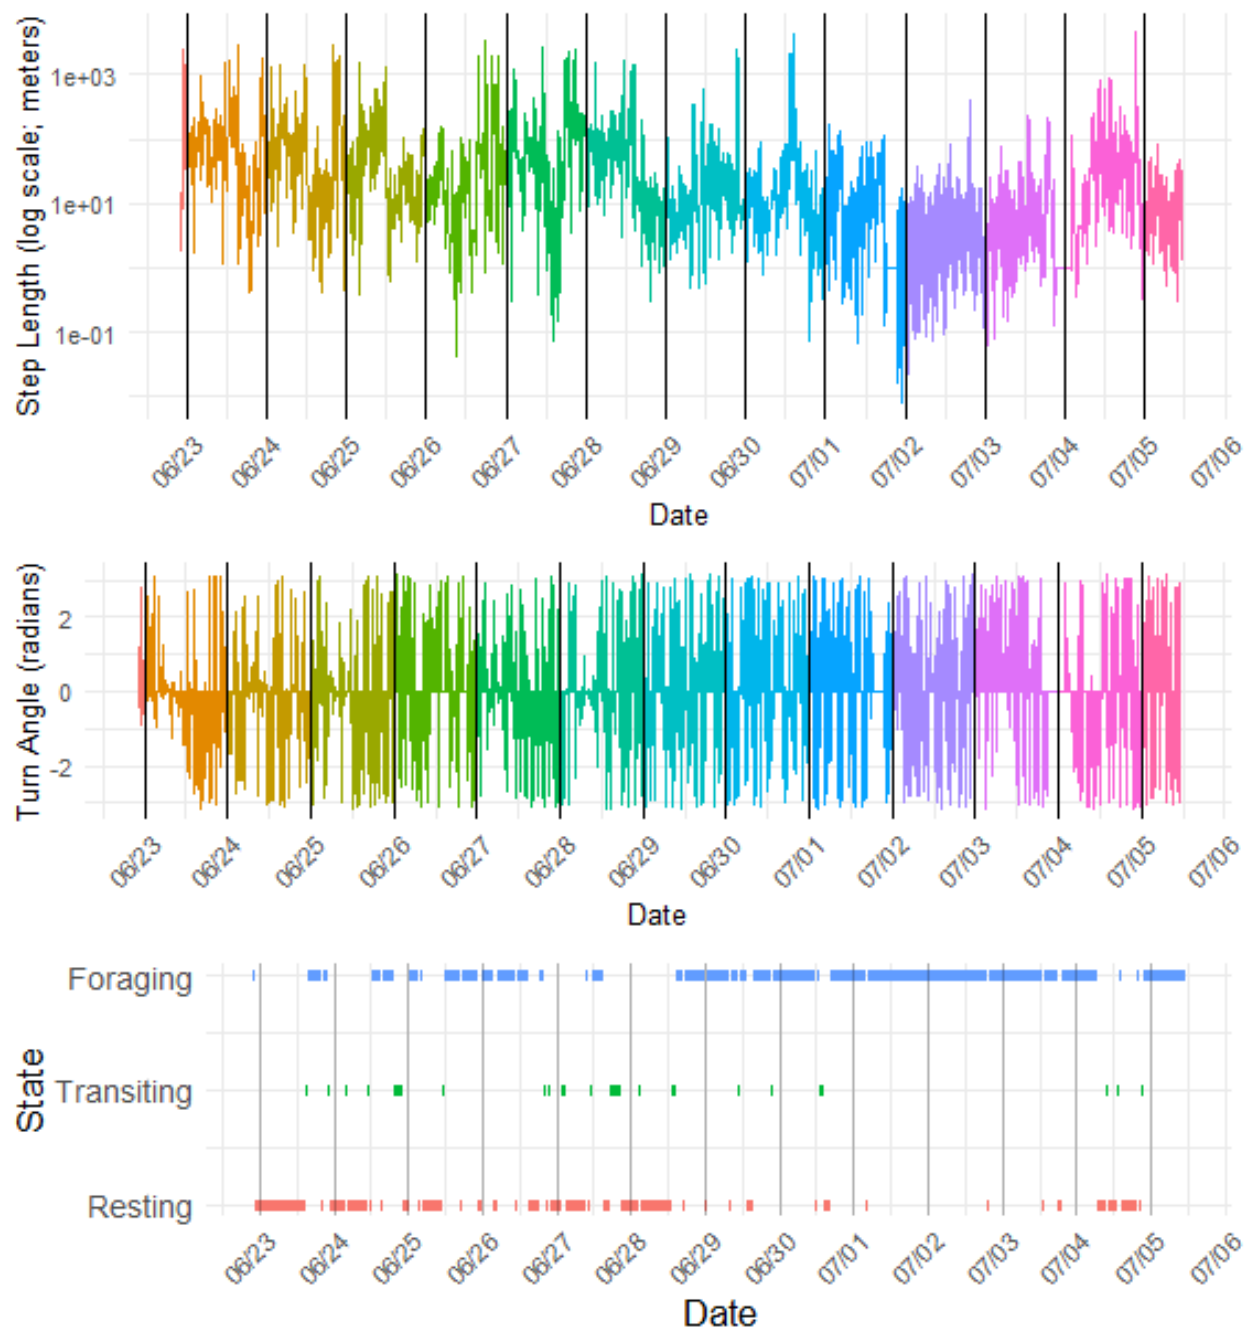 Step Length (log scale; meters)
1e+03
1e+01
1e-01
06/23 06/24 06/25 06/26 06/27 06/28 06/29 06/30 07/01 07/02 07/03 07/04 07/05 07/06
Date
Turn Angle (radians)
2
0
-2
06/23 06/24 06/25 06/26 06/27 06/28 06/29 06/30 07/01 07/02 07/03 07/04 07/05 07/06
Date
State
Foraging
Transiting
Resting
06/23 06/24 06/25 06/26 06/27 06/28 06/29 06/30 07/01 07/02 07/03 07/04 07/05 07/06
Date